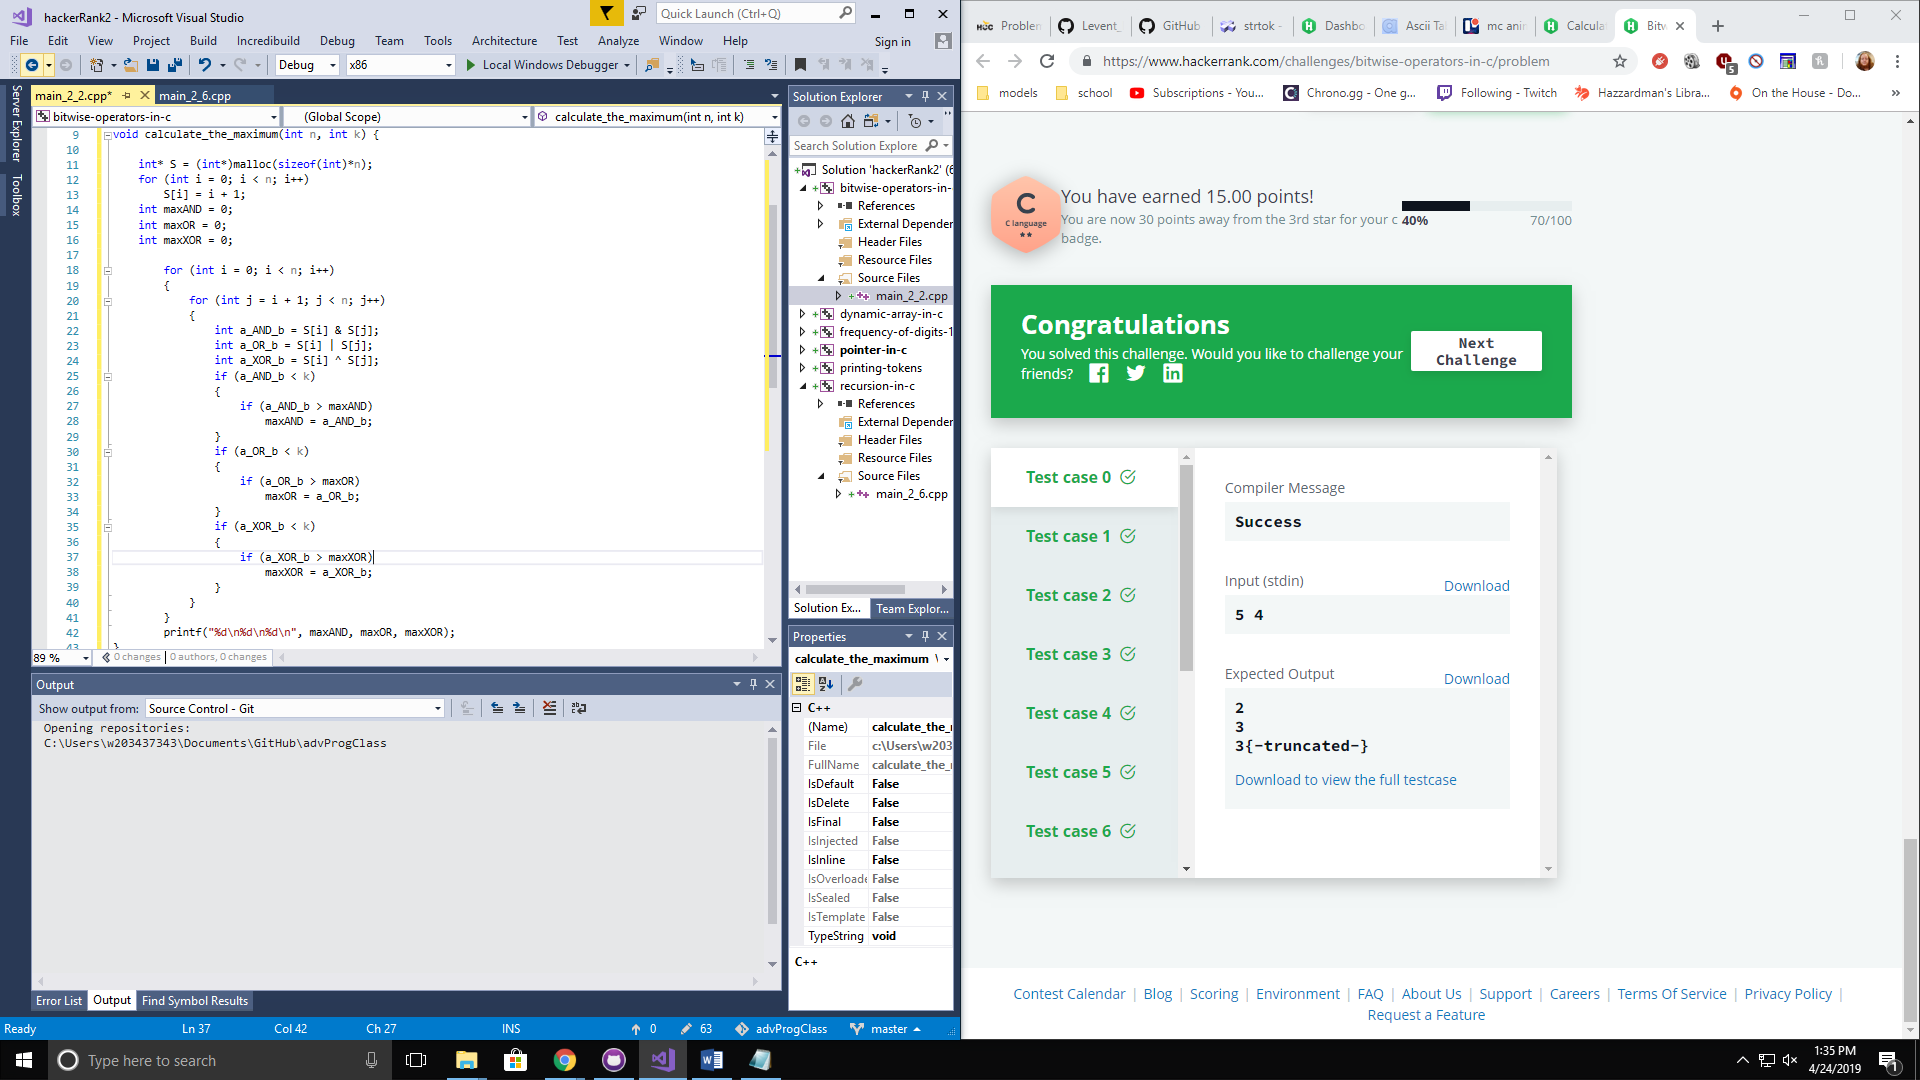 hackerRank2 - Microsoft Visual Studio
Quick Launch (Ctrl+Q)
File Edit View Project Build Incredibuild Debug Team Tools Architecture Test Analyze Window Help Sign in
Debug x86 Local Windows Debugger
Server Explorer
Toolbox
main_2_2.cpp* main_2_6.cpp
bitwise-operators-in-c (Global Scope) calculate_the_maximum(int n, int k)
9 void calculate_the_maximum(int n, int k) {
10
11 int* S = (int*)malloc(sizeof(int)*n);
12 for (int i = 0; i < n; i++)
13 S[i] = i + 1;
14 int maxAND = 0;
15 int maxOR = 0;
16 int maxXOR = 0;
17
18 for (int i = 0; i < n; i++)
19 {
20 for (int j = i + 1; j < n; j++)
21 {
22 int a_AND_b = S[i] & S[j];
23 int a_OR_b = S[i] | S[j];
24 int a_XOR_b = S[i] ^ S[j];
25 if (a_AND_b < k)
26 {
27 if (a_AND_b > maxAND)
28 maxAND = a_AND_b;
29 }
30 if (a_OR_b < k)
31 {
32 if (a_OR_b > maxOR)
33 maxOR = a_OR_b;
34 }
35 if (a_XOR_b < k)
36 {
37 if (a_XOR_b > maxXOR)
38 maxXOR = a_XOR_b;
39 }
40 }
41 }
42 printf("%d\n%d\n%d\n", maxAND, maxOR, maxXOR);
43 }
89 % 0 changes | 0 authors, 0 changes
Output
Show output from: Source Control - Git
Opening repositories:
C:\Users\w203437343\Documents\GitHub\advProgClass
Error List Output Find Symbol Results
Solution Explorer
Search Solution Explorer
Solution 'hackerRank2' (6
bitwise-operators-in-
References
External Depender
Header Files
Resource Files
Source Files
main_2_2.cpp
dynamic-array-in-c
frequency-of-digits-1
pointer-in-c
printing-tokens
recursion-in-c
References
External Depender
Header Files
Resource Files
Source Files
main_2_6.cpp
Solution Ex... Team Explor...
Properties
calculate_the_maximum
C++
(Name) calculate_the_
File c:\Users\w203
FullName calculate_the_
IsDefault False
IsDelete False
IsFinal False
IsInjected False
IsInline False
IsOverloade False
IsSealed False
IsTemplate False
TypeString void
C++
Ready Ln 37 Col 42 Ch 27 INS 0 63 advProgClass master
Problem Levent_ GitHub strtok - Dashbo Ascii Tal mc anin Calculat Bitw
https://www.hackerrank.com/challenges/bitwise-operators-in-c/problem
5
models school Subscriptions - You... Chrono.gg - One g... Following - Twitch Hazzardman's Libra... On the House - Do... »
C
C language
You have earned 15.00 points!
You are now 30 points away from the 3rd star for your c badge.
40% 70/100
Congratulations
You solved this challenge. Would you like to challenge your
friends?
Next
Challenge
Test case 0
Test case 1
Test case 2
Test case 3
Test case 4
Test case 5
Test case 6
Compiler Message
Success
Input (stdin) Download
5 4
Expected Output Download
2
3
3{-truncated-}
Download to view the full testcase
Contest Calendar | Blog | Scoring | Environment | FAQ | About Us | Support | Careers | Terms Of Service | Privacy Policy |
Request a Feature
Type here to search
1:35 PM
4/24/2019
1